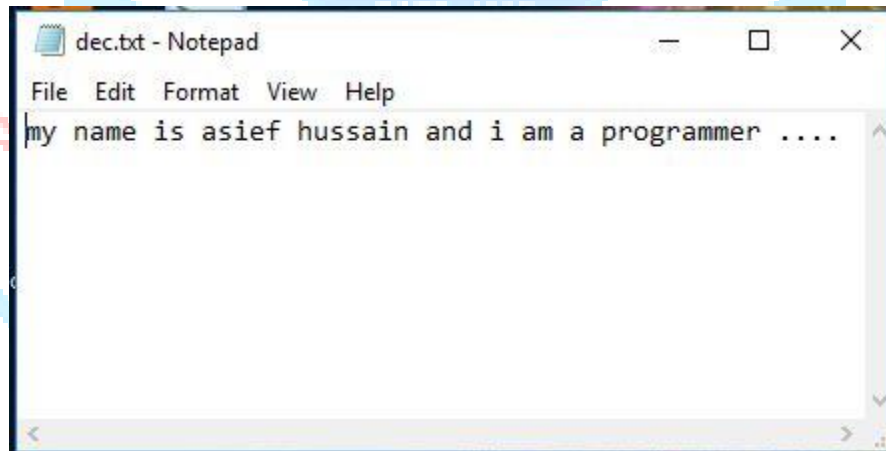 dec.txt - Notepad
File Edit Format View Help
my name is asief hussain and i am a programmer ....